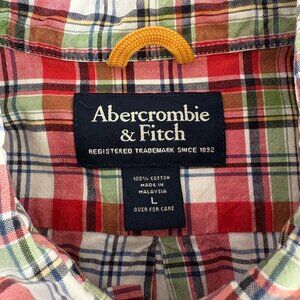 Abercrombie
& Fitch
REGISTERED TRADEMARK SINCE 1892
100% COTTON
MADE IN
MALAYSIA
L
OVER FOR CARE